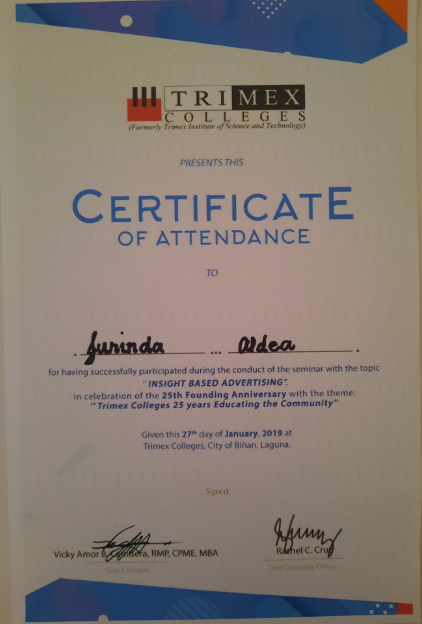 TRIMEX
COLLEGES
(Formerly Trimex Institute of Science and Technology)
PRESENTS THIS
CERTIFICATE
OF ATTENDANCE
TO
Jurinda ... Aldea .
for having successfully participated during the conduct of the seminar with the topic
"INSIGHT BASED ADVERTISING".
in celebration of the 25th Founding Anniversary with the theme:
"Trimex Colleges 25 years Educating the Community"
Given this 27th day of January, 2019 at
Trimex Colleges, City of Biñan, Laguna.
Signed:
Vicky Amor B. RMP, CPME, MBA
Rachel C. Cruz
Guest Speaker
Chief Operating Officer